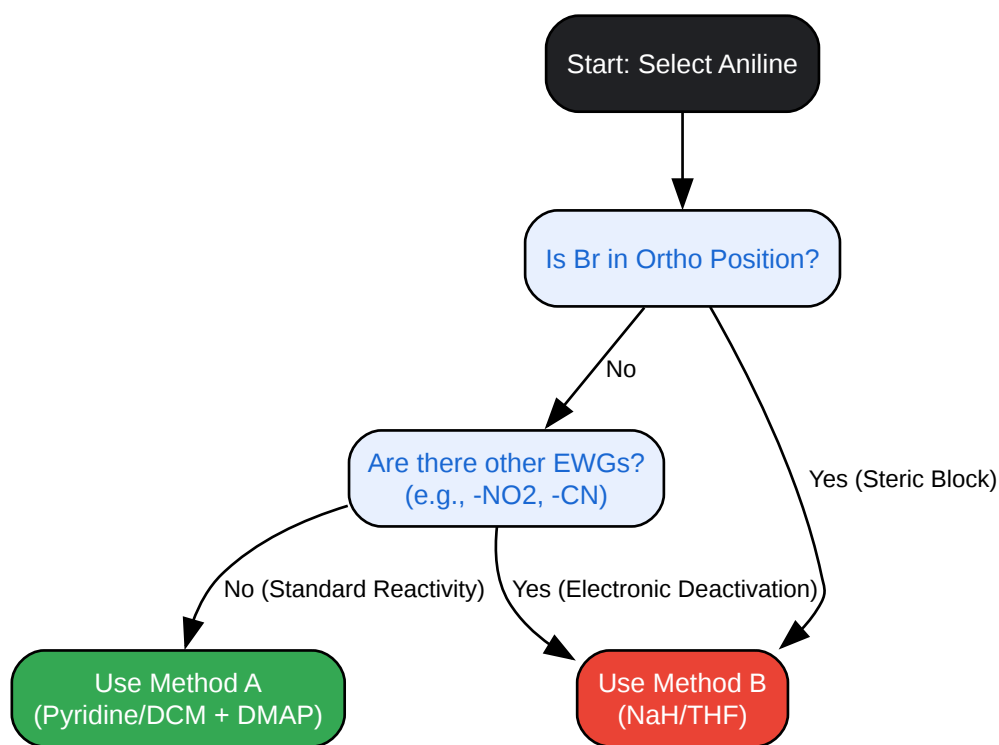 Start: Select Aniline
Is Br in Ortho Position?
No
Are there other EWGs?
(e.g., -NO2, -CN)
Yes (Steric Block)
No (Standard Reactivity)
Yes (Electronic Deactivation)
Use Method A
(Pyridine/DCM + DMAP)
Use Method B
(NaH/THF)